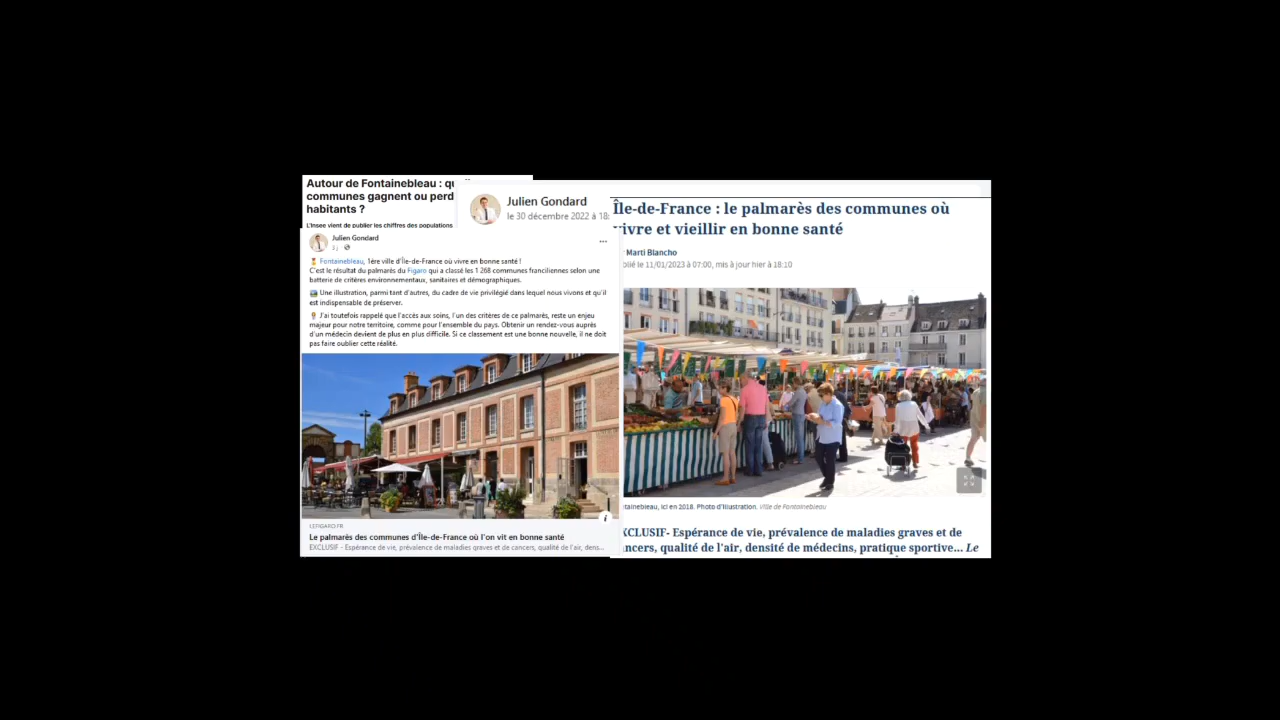 Autour de Fontainebleau : qu
communes gagnent ou perd
habitants ?
L'Insee vient de publier les chiffres des populations
Julien Gondard
le 30 décembre 2022 à 18:
Julien Gondard
Fontainebleau, 1ère ville d'Île-de-France où vivre en bonne santé !
C'est le résultat du palmarès du Figaro qui a classé les 1 268 communes franciliennes selon une
batterie de critères environnementaux, sanitaires et démographiques.
Une illustration, parmi tant d'autres, du cadre de vie privilégié dans lequel nous vivons et qu'il
est indispensable de préserver.
J'ai toutefois rappelé que l'accès aux soins, l'un des critères de ce palmarès, reste un enjeu
majeur pour notre territoire, comme pour l'ensemble du pays. Obtenir un rendez-vous auprès
d'un médecin devient de plus en plus difficile. Si ce classement est une bonne nouvelle, il ne doit
pas faire oublier cette réalité.
LEFIGARO.FR
Le palmarès des communes d'Île-de-France où l'on vit en bonne santé
EXCLUSIF - Espérance de vie, prévalence de maladies graves et de cancers, qualité de l'air, dens...
Île-de-France : le palmarès des communes où
vivre et vieillir en bonne santé
Marti Blancho
blié le 11/01/2023 à 07:00, mis à jour hier à 18:10
tainebleau, ici en 2018. Photo d'illustration. Ville de Fontainebleau
XCLUSIF- Espérance de vie, prévalence de maladies graves et de
ncers, qualité de l'air, densité de médecins, pratique sportive... Le